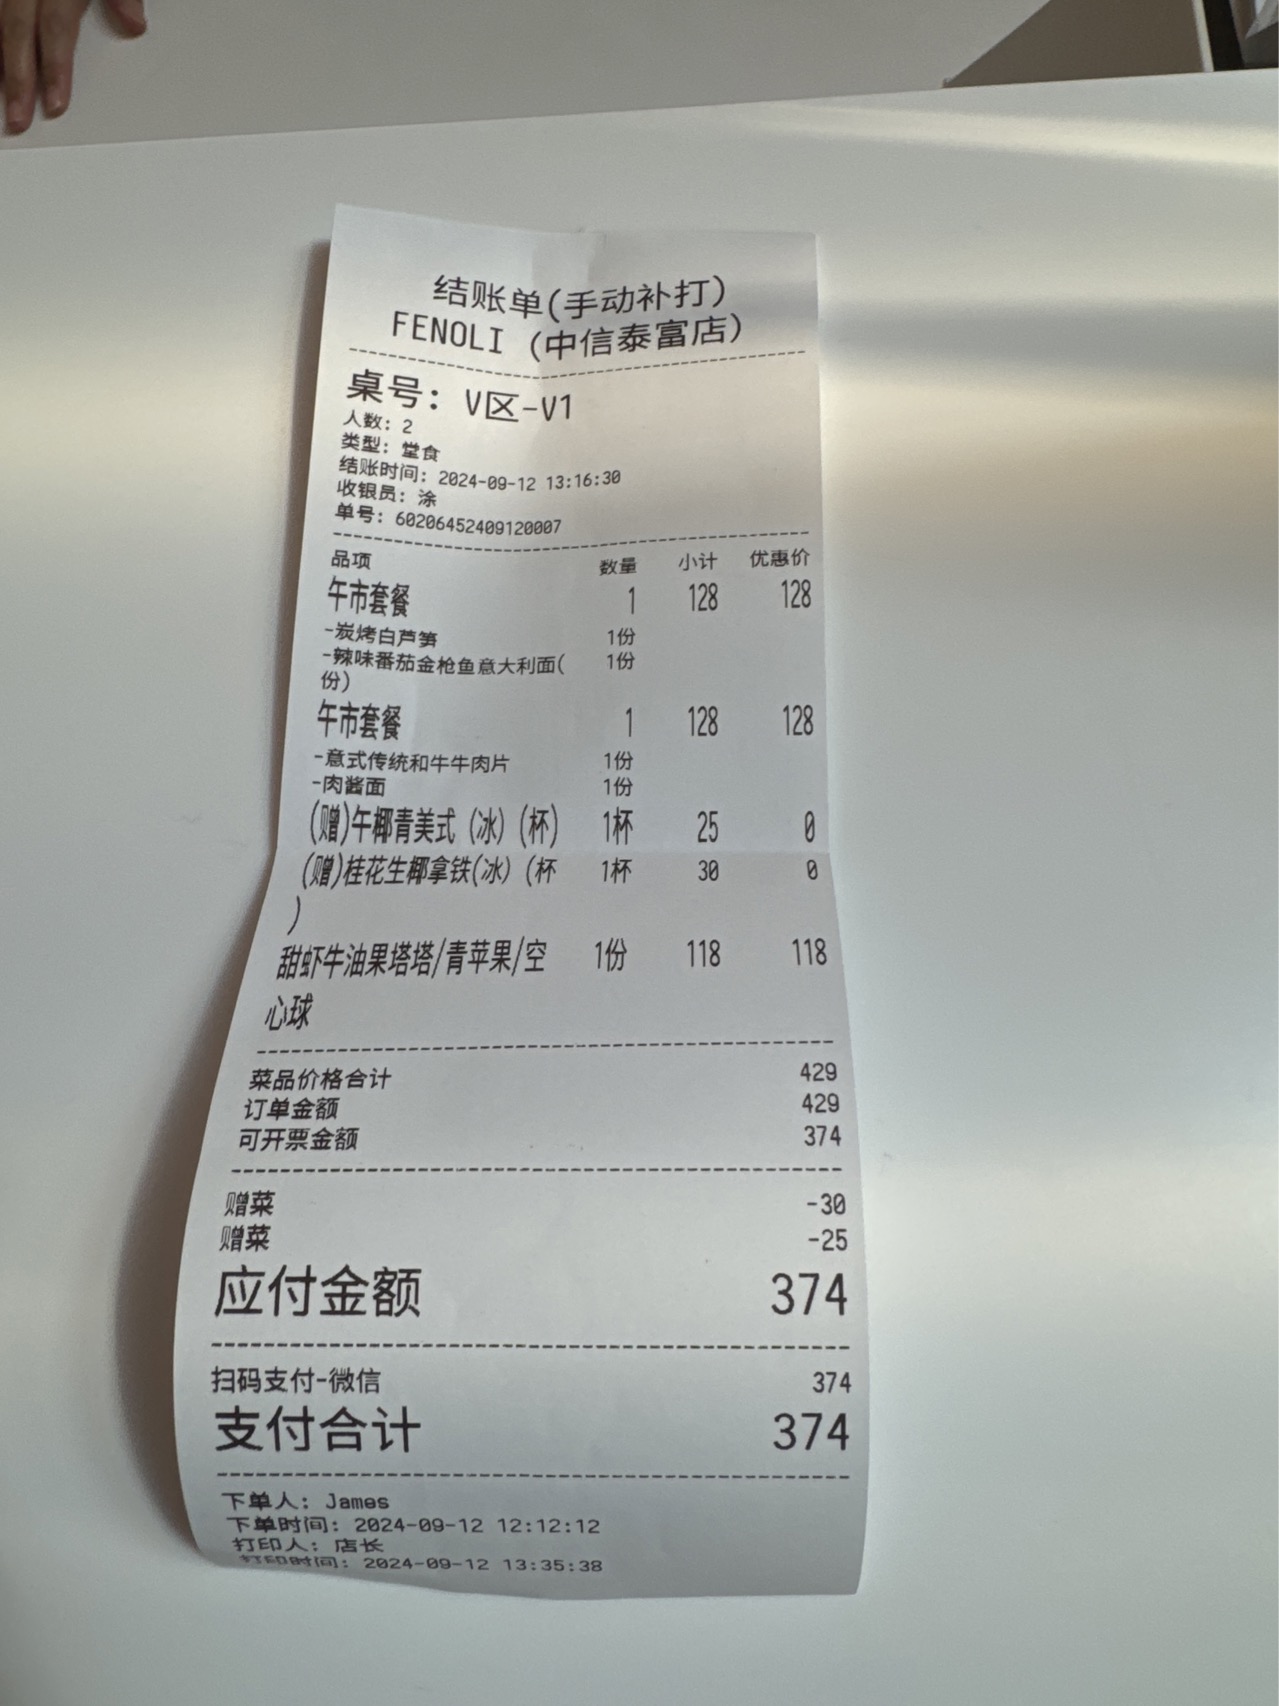 结账单(手动补打)
FENOLI (中信泰富店)
桌号: V区-V1
人数: 2
类型: 堂食
结账时间: 2024-09-12 13:16:30
收银员: 涂
单号: 60206452409120007
品项 数量 小计 优惠价
午市套餐 1 128 128
-炭烤白芦笋 1份
-辣味番茄金枪鱼意大利面( 1份
份)
午市套餐 1 128 128
-意式传统和牛牛肉片 1份
-肉酱面 1份
(赠)午椰青美式 (冰) (杯) 1杯 25 0
(赠)桂花生椰拿铁(冰) (杯 1杯 30 0
)
甜虾牛油果塔塔/青苹果/空 1份 118 118
心球
菜品价格合计 429
订单金额 429
可开票金额 374
赠菜 -30
赠菜 -25
应付金额 374
扫码支付-微信 374
支付合计 374
下单人: James
下单时间: 2024-09-12 12:12:12
打印人: 店长
打印时间: 2024-09-12 13:35:38